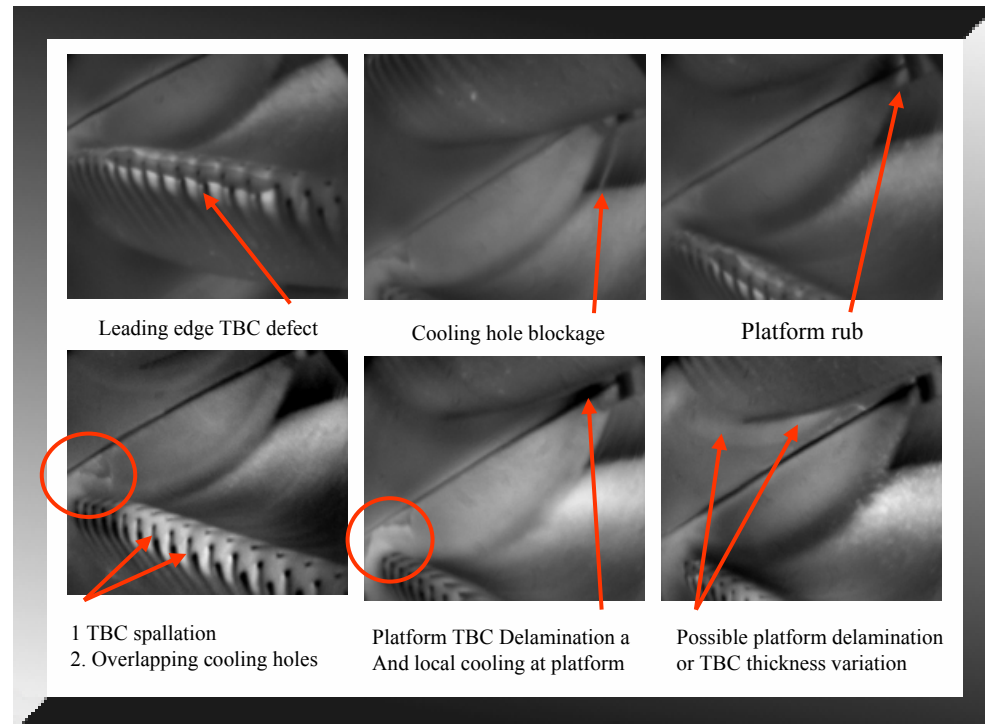 Leading edge TBC defect
Cooling hole blockage
Platform rub
1 TBC spallation
2. Overlapping cooling holes
Platform TBC Delamination a
And local cooling at platform
Possible platform delamination
or TBC thickness variation